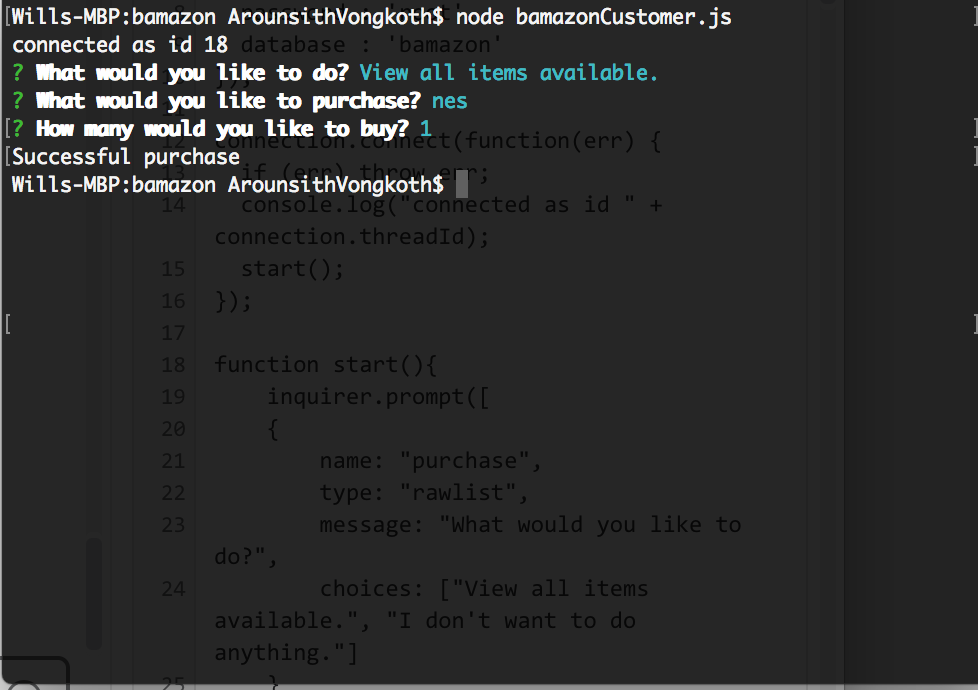 [Wills-MBP:bamazon ArounsithVongkoth$ node bamazonCustomer.js ]
connected as id 18
? What would you like to do? View all items available.
? What would you like to purchase? nes
[? How many would you like to buy? 1 ]
[Successful purchase ]
Wills-MBP:bamazon ArounsithVongkoth$
[ ]
database : 'bamazon'
12 connection.connect(function(err) {
13 if (err) throw err;
14 console.log("connected as id " +
connection.threadId);
15 start();
16 });
17
18 function start(){
19 inquirer.prompt([
20 {
21 name: "purchase",
22 type: "rawlist",
23 message: "What would you like to
do?",
24 choices: ["View all items
available.", "I don't want to do
anything."]
25 }